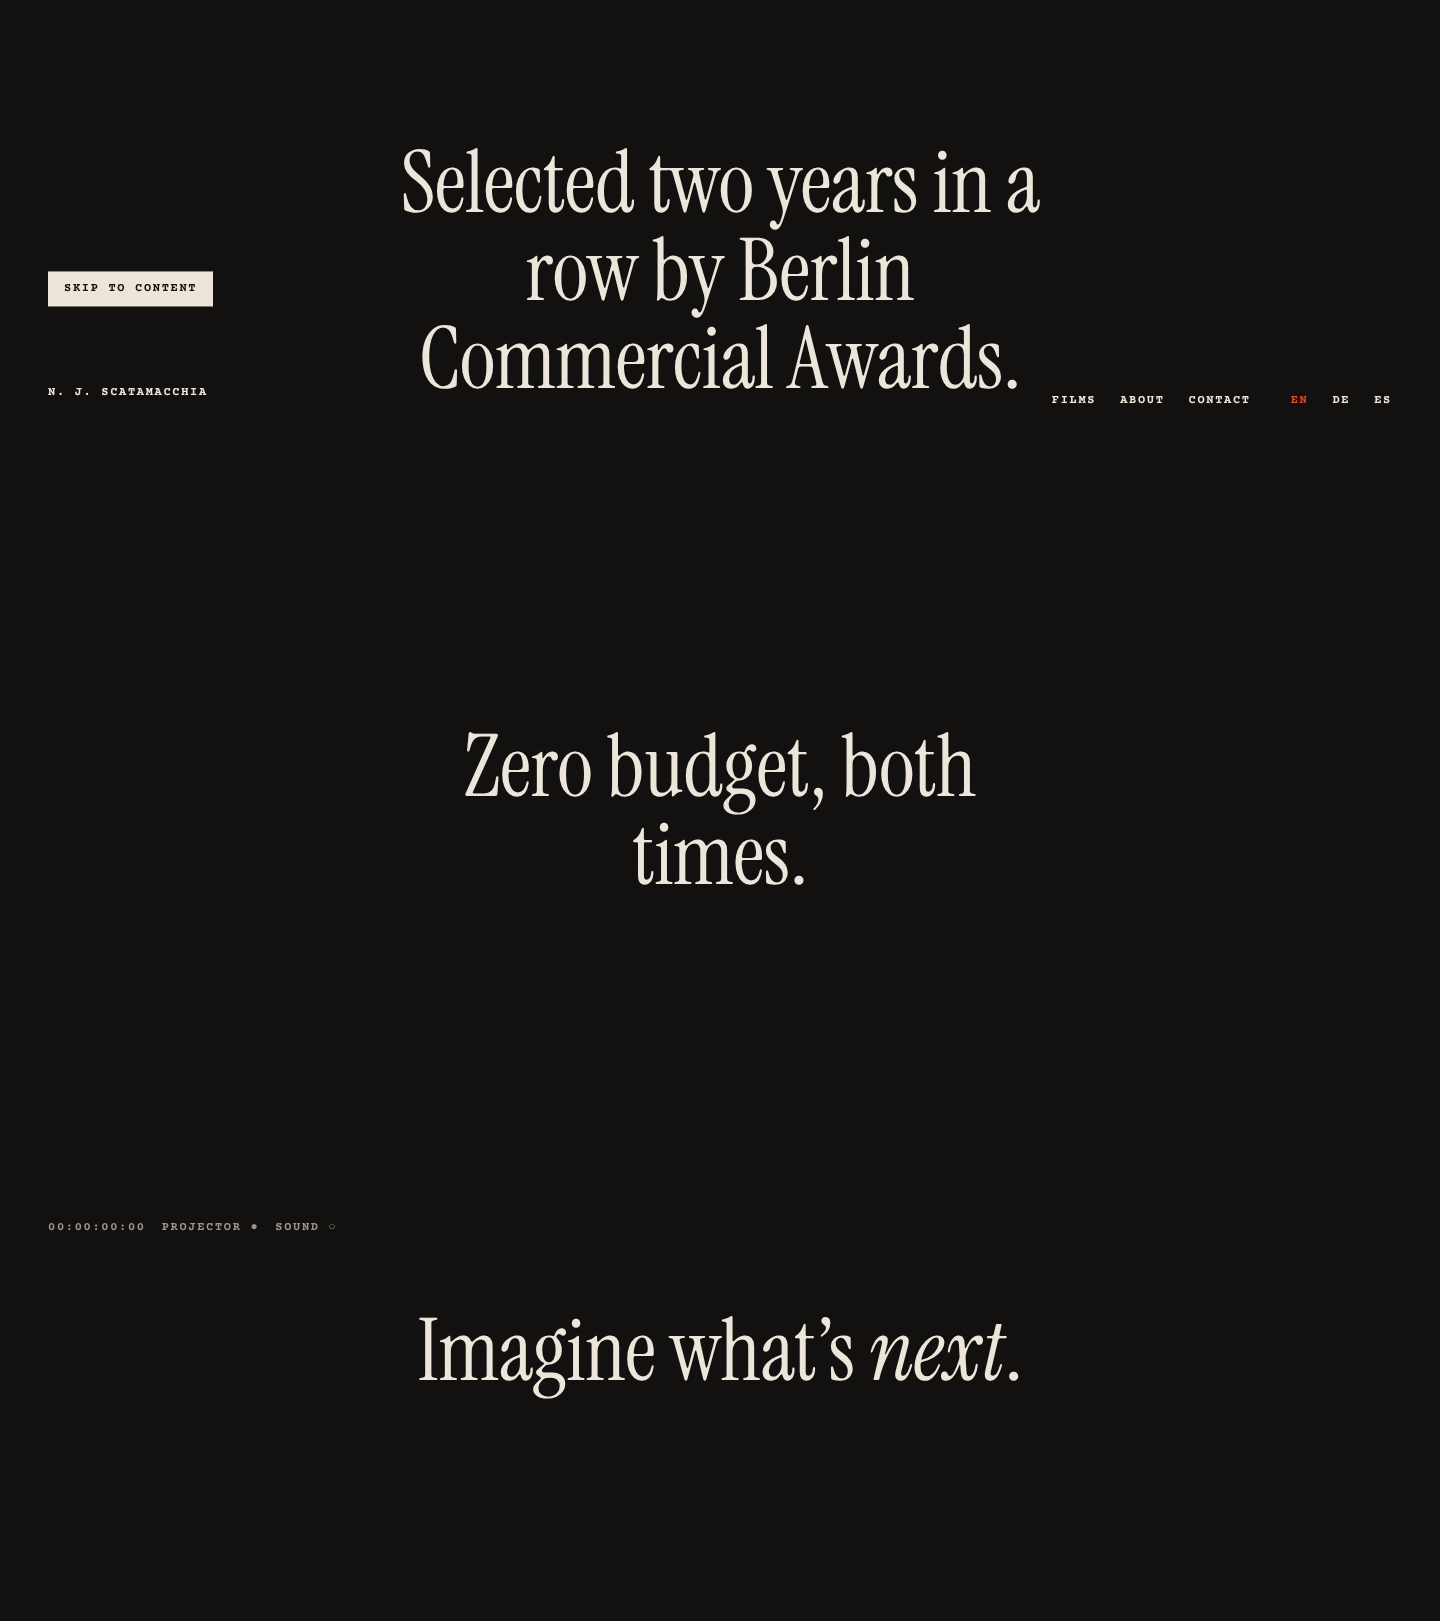 Selected two years in a
row by Berlin
Commercial Awards.
SKIP TO CONTENT
N. J. SCATAMACCHIA
FILMS ABOUT CONTACT EN DE ES
Zero budget, both
times.
00:00:00:00 PROJECTOR ● SOUND ○
Imagine what’s next.